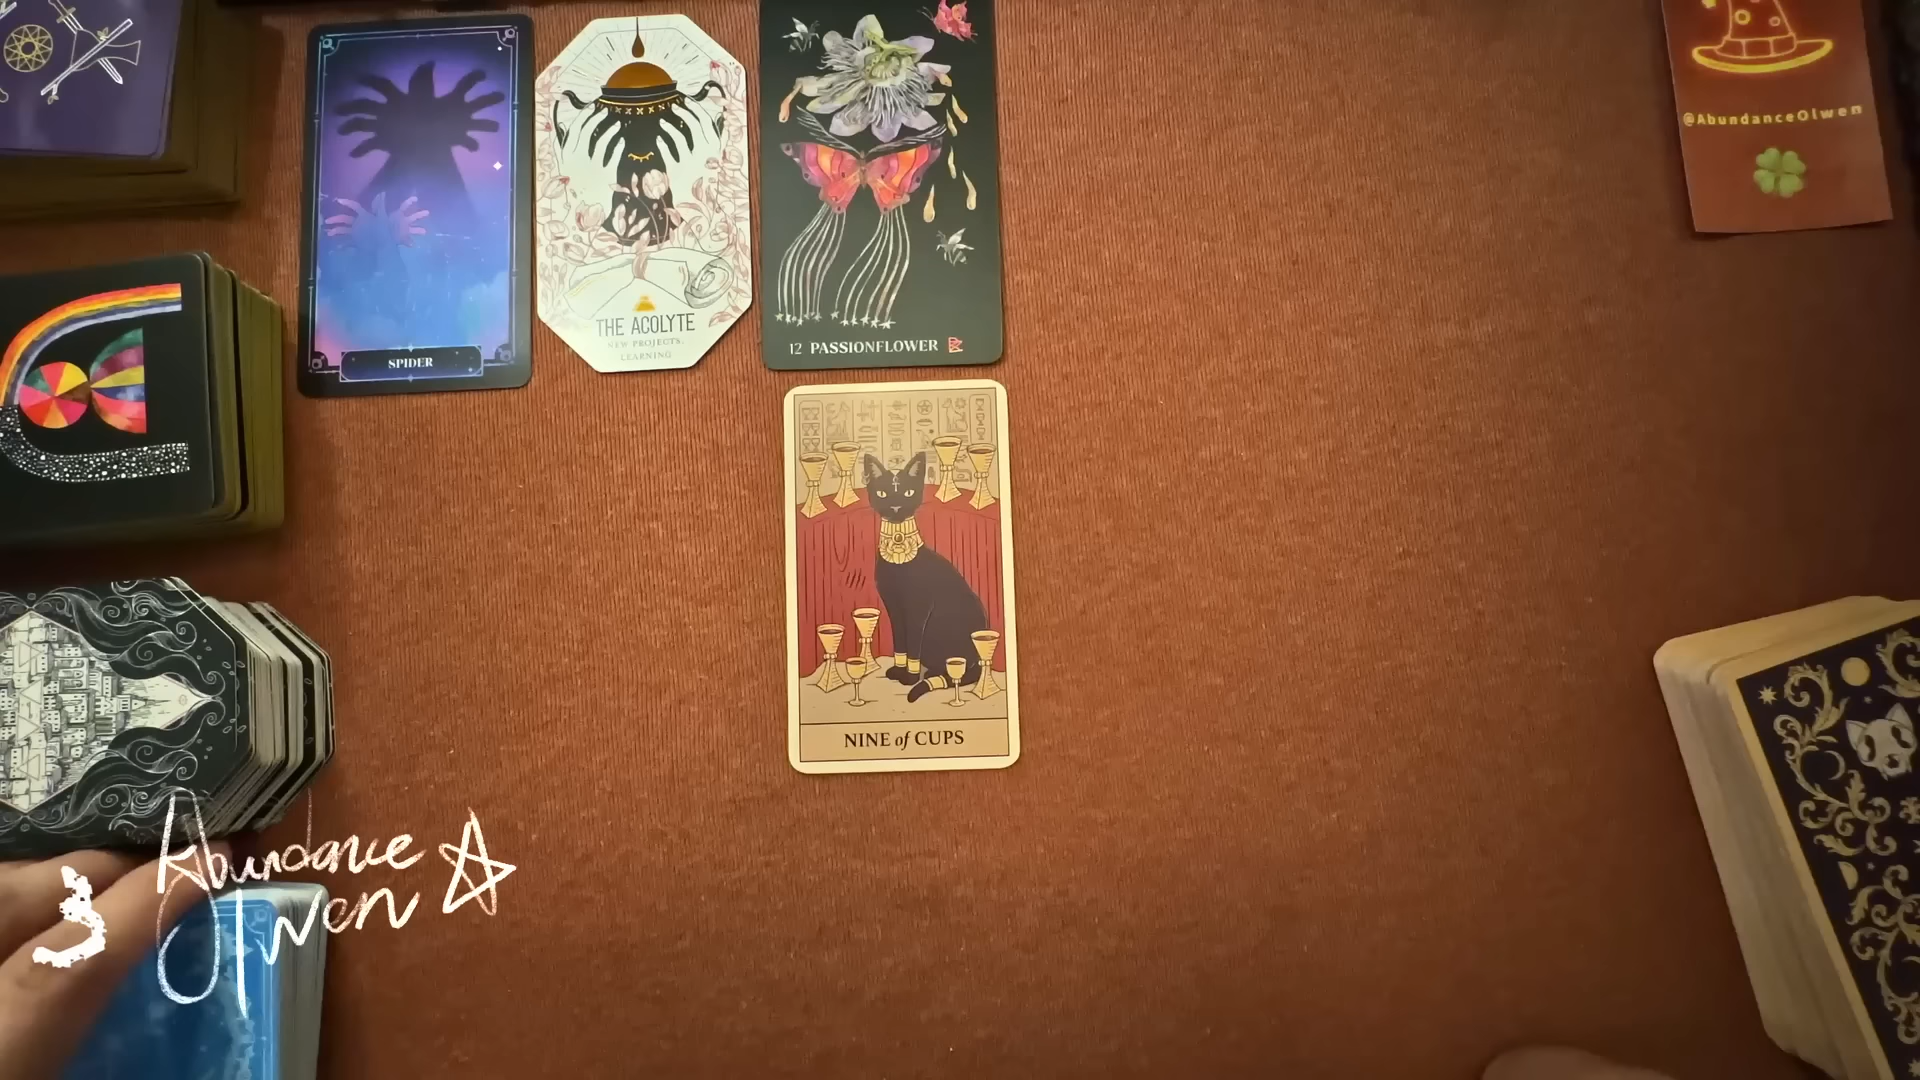 @AbundanceOlwen
SPIDER
THE ACOLYTE
NEW PROJECTS,
LEARNING
12 PASSIONFLOWER
NINE of CUPS
Abundance
Olwen